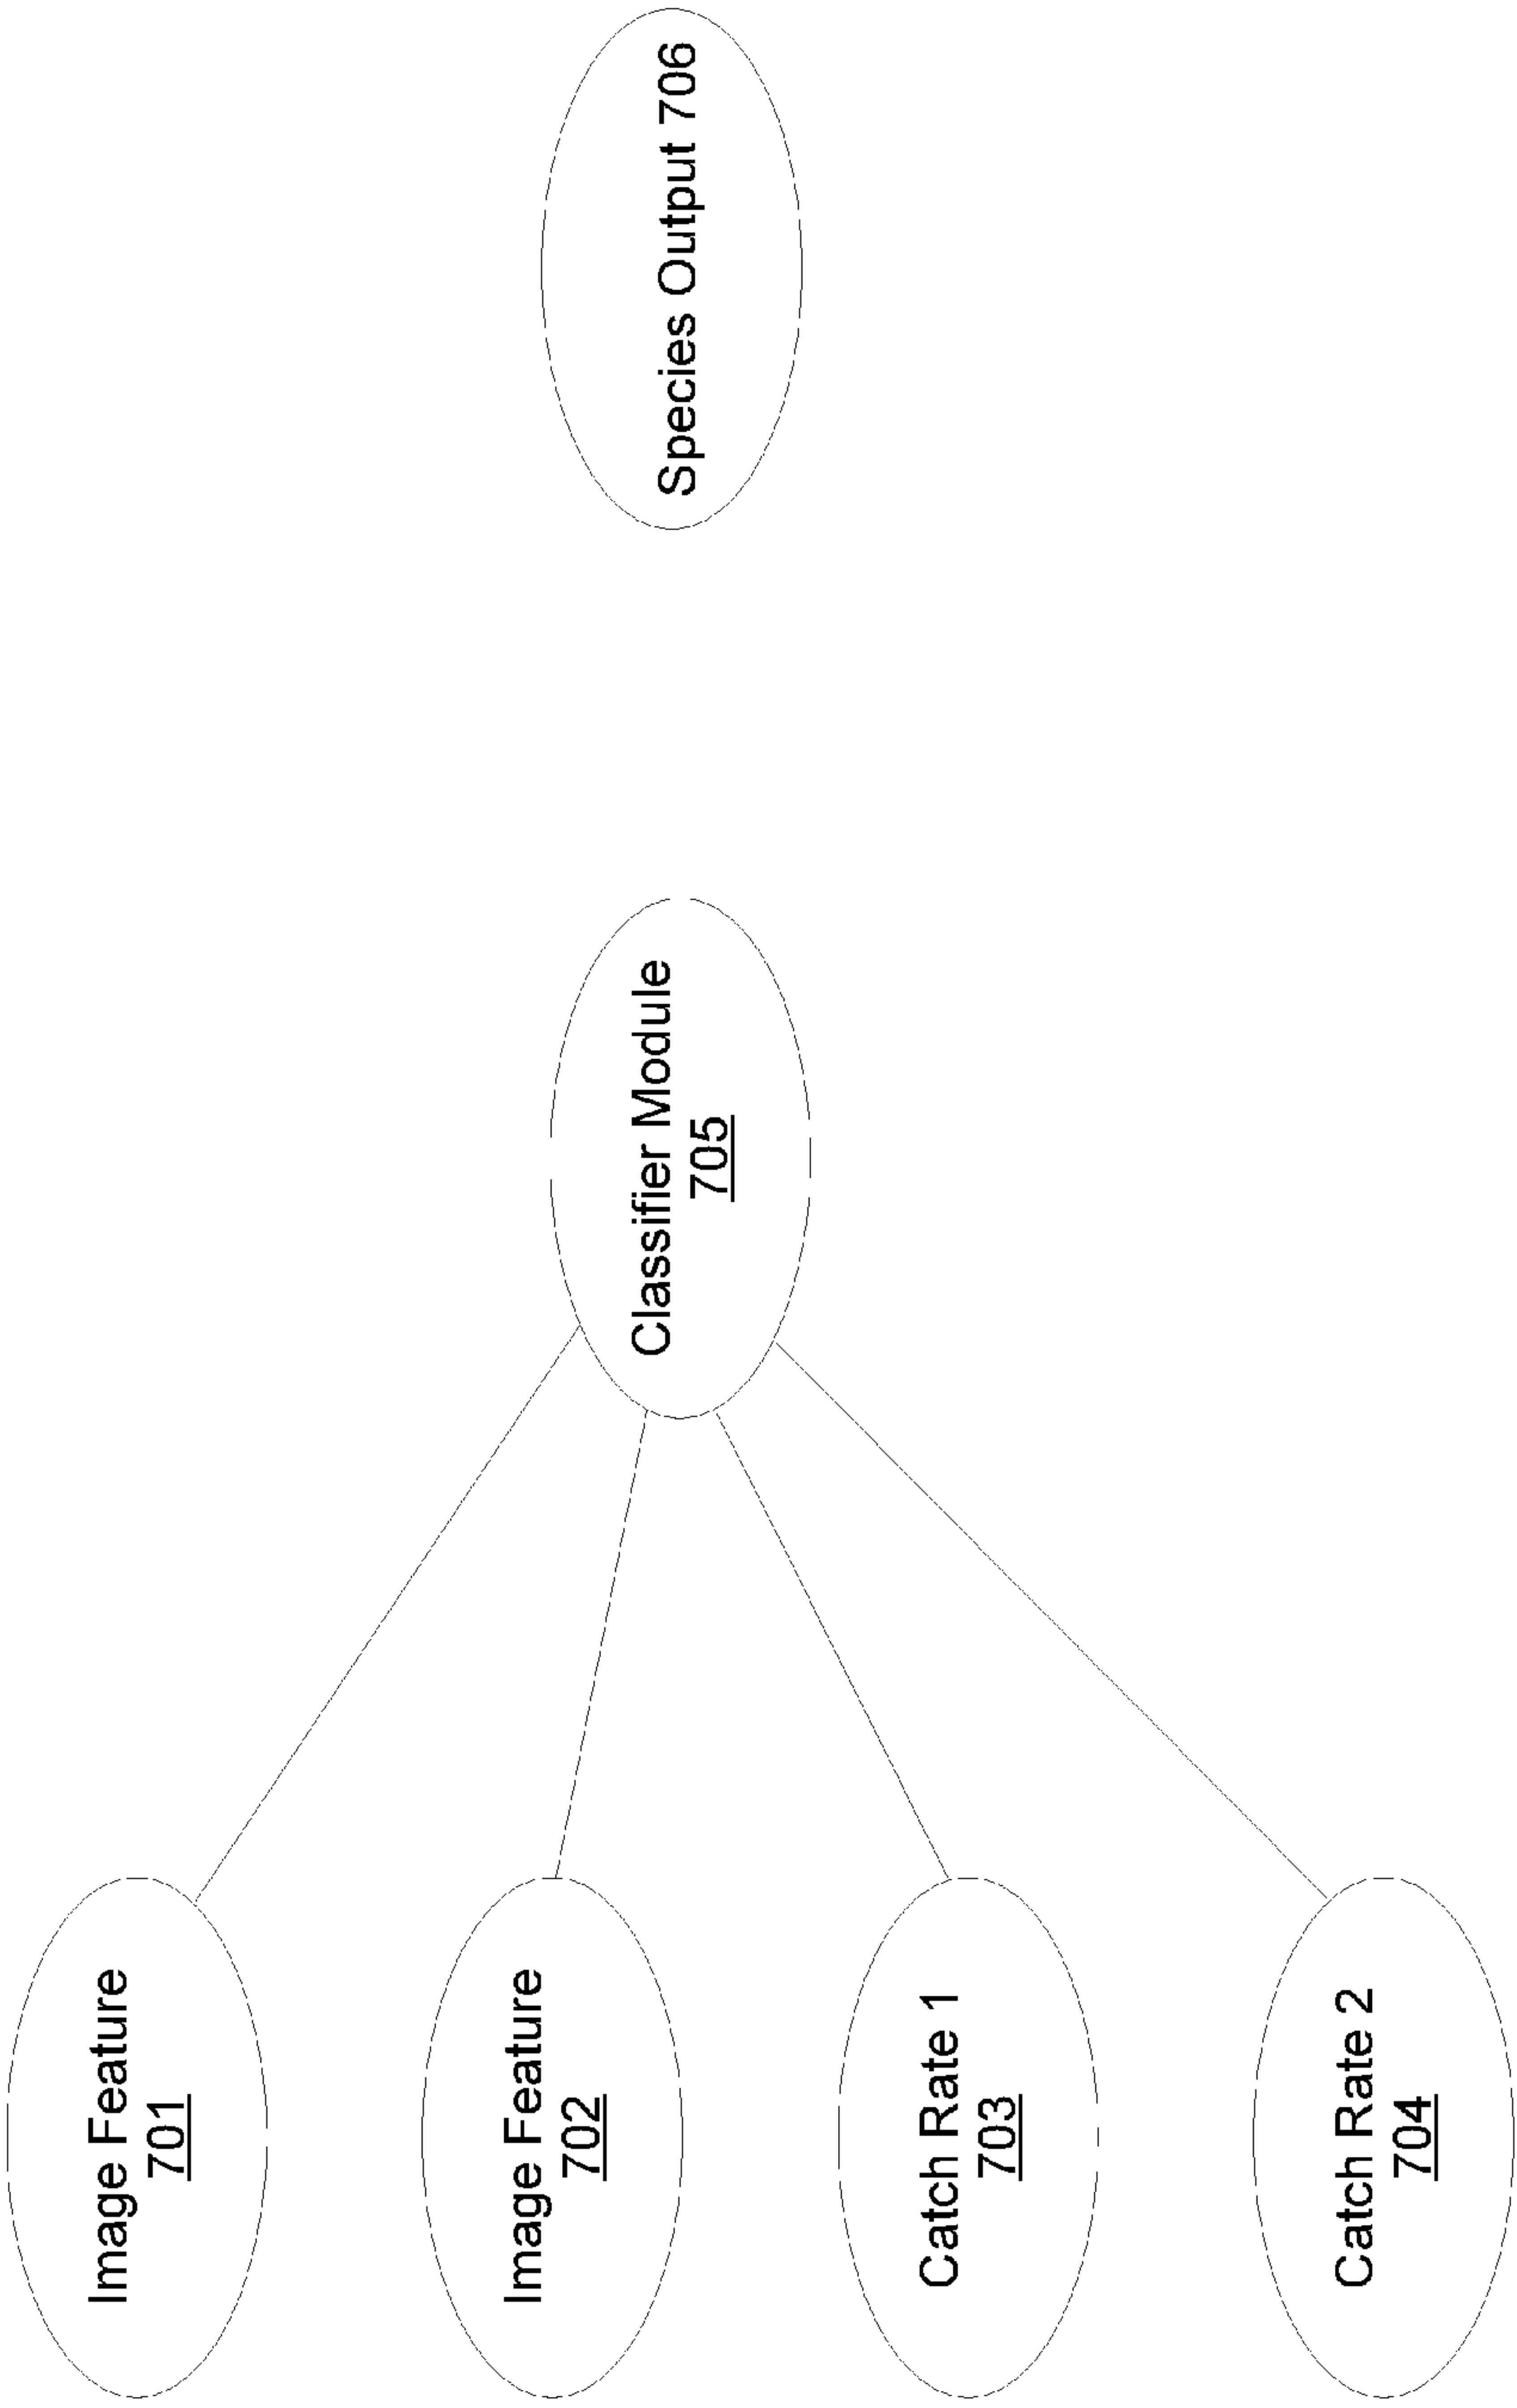 Image Feature
701
Image Feature
702
Catch Rate 1
703
Catch Rate 2
704
Classifier Module
705
Species Output 706